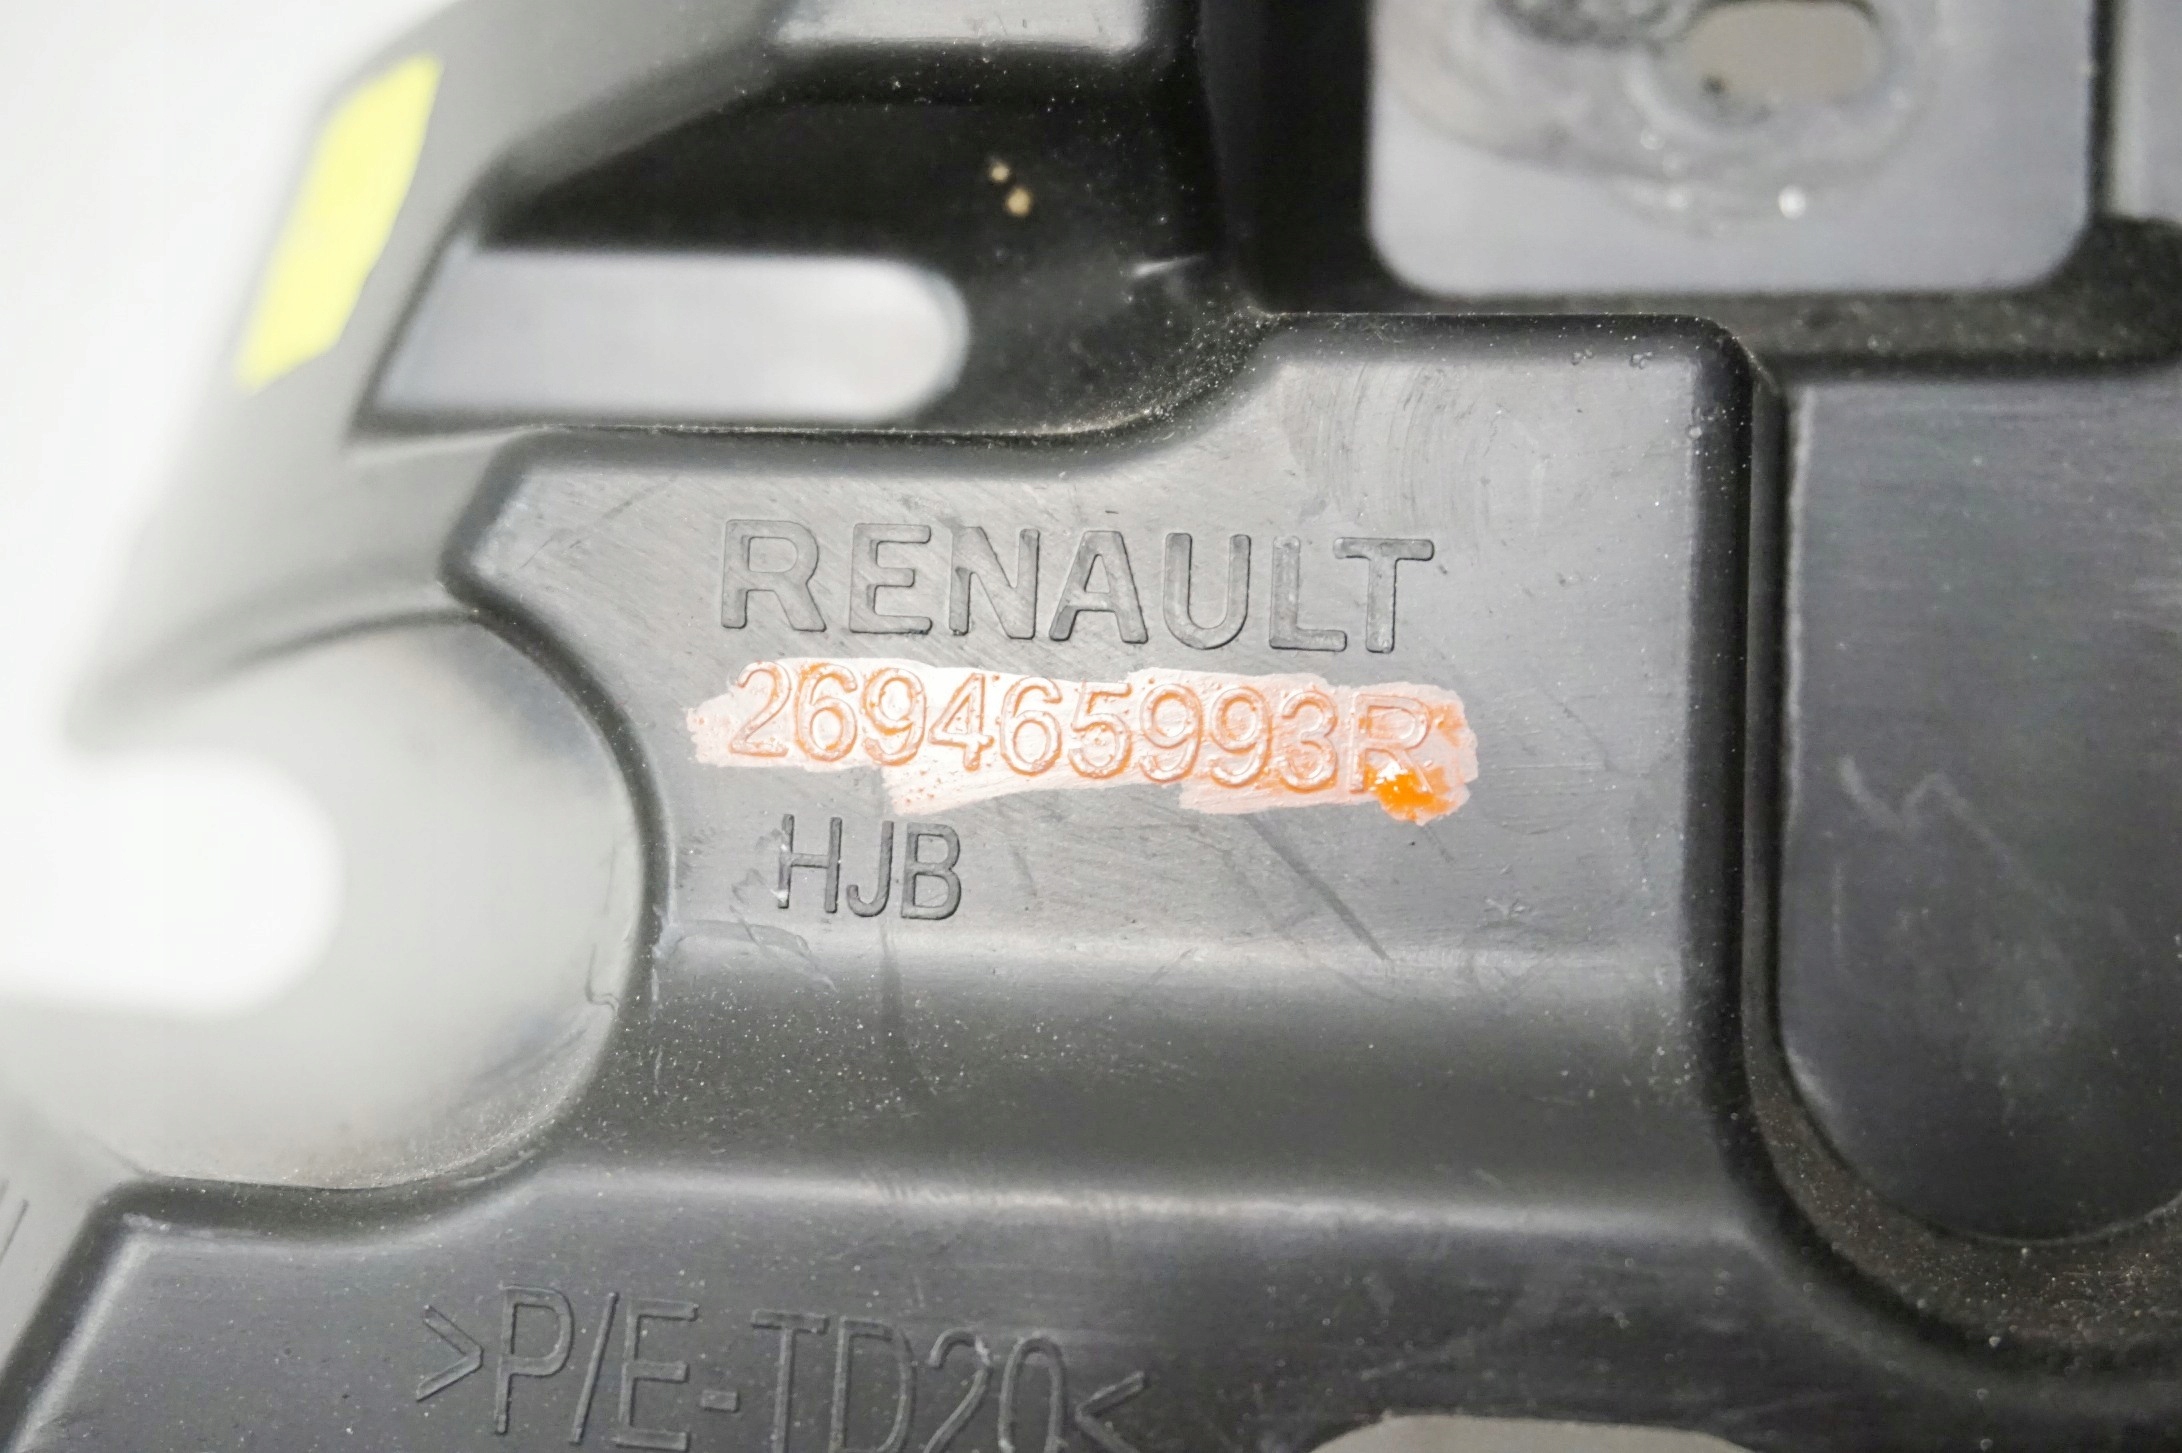 RENAULT
269465993R
HJB
>P/E-TD20<